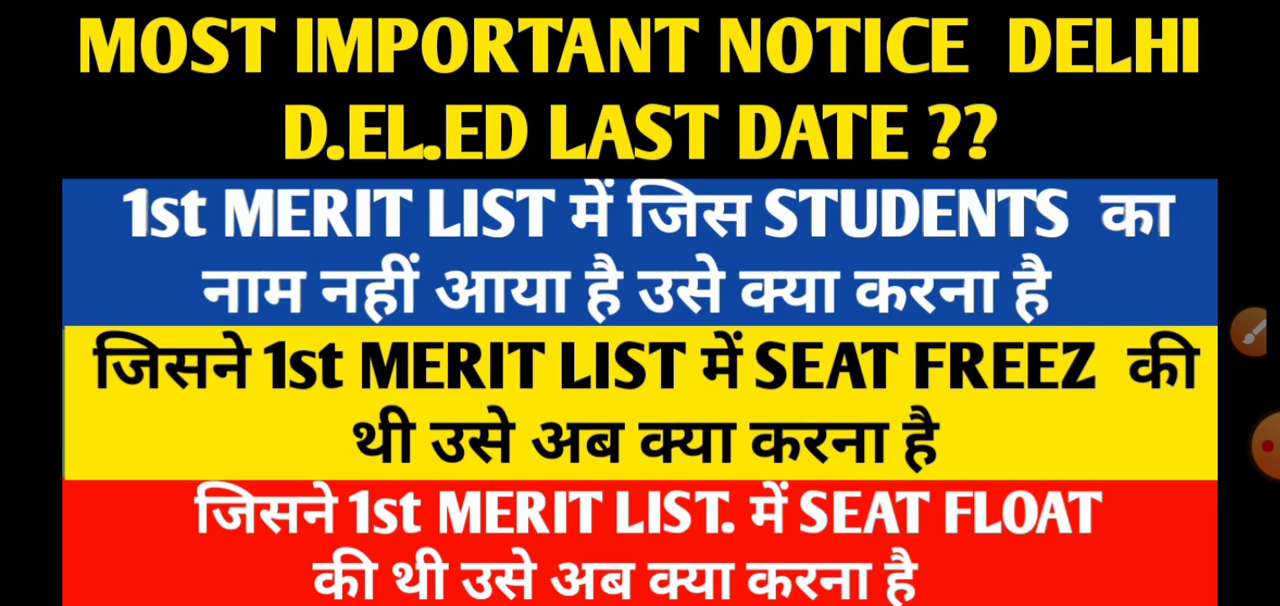 MOST IMPORTANT NOTICE DELHI
D.EL.ED LAST DATE ??
1st MERIT LIST में जिस STUDENTS का
नाम नहीं आया है उसे क्या करना है
जिसने 1st MERIT LIST में SEAT FREEZ की
थी उसे अब क्या करना है
जिसने 1st MERIT LIST. में SEAT FLOAT
की थी उसे अब क्या करना है